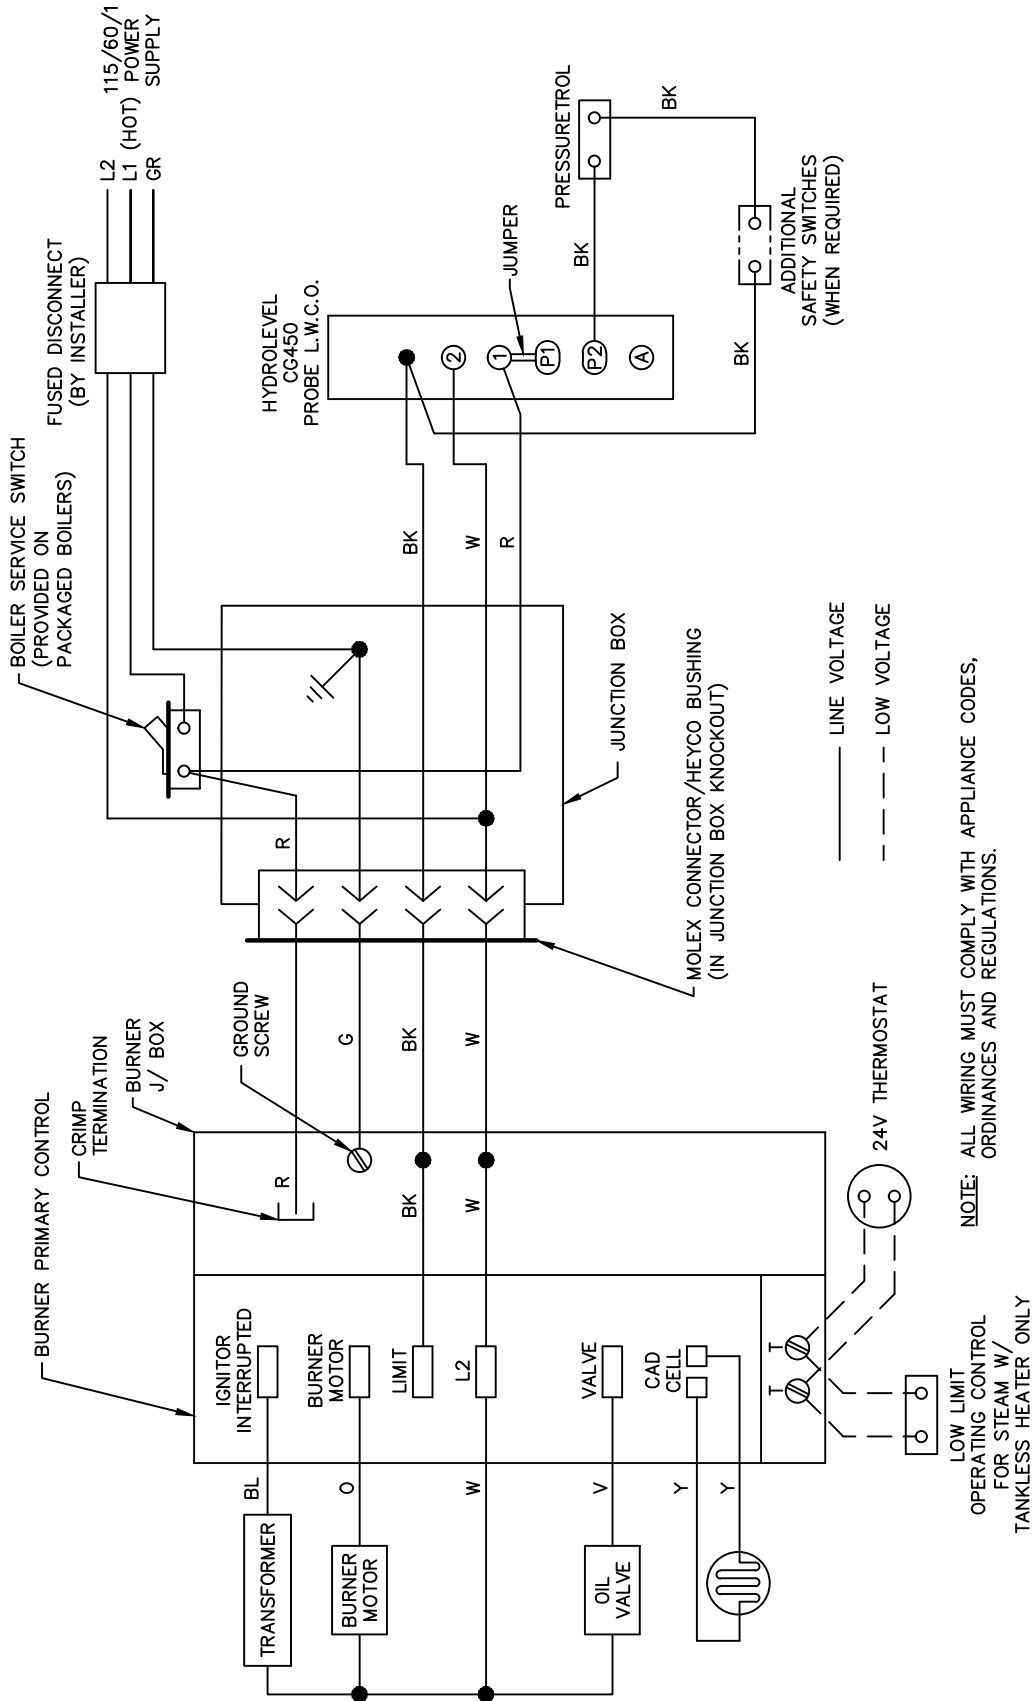 BURNER PRIMARY CONTROL
CRIMP
TERMINATION
BURNER
J/ BOX
GROUND
SCREW
BOILER SERVICE SWITCH
(PROVIDED ON
PACKAGED BOILERS)
FUSED DISCONNECT
(BY INSTALLER)
L2
L1 (HOT)
GR
115/60/1
POWER
SUPPLY
HYDROLEVEL
CG450
PROBE L.W.C.O.
2
1
P1
P2
A
JUMPER
PRESSURETROL
BK
BK
BK
ADDITIONAL
SAFETY SWITCHES
(WHEN REQUIRED)
BK
W
R
R
JUNCTION BOX
MOLEX CONNECTOR/HEYCO BUSHING
(IN JUNCTION BOX KNOCKOUT)
G
BK
W
R
BK
W
IGNITOR
INTERRUPTED
BURNER
MOTOR
LIMIT
L2
VALVE
CAD
CELL
T
T
BL
O
W
V
Y
Y
TRANSFORMER
BURNER
MOTOR
OIL
VALVE
24V THERMOSTAT
LOW LIMIT
OPERATING CONTROL
FOR STEAM W/
TANKLESS HEATER ONLY
LINE VOLTAGE
LOW VOLTAGE
NOTE: ALL WIRING MUST COMPLY WITH APPLIANCE CODES,
ORDINANCES AND REGULATIONS.